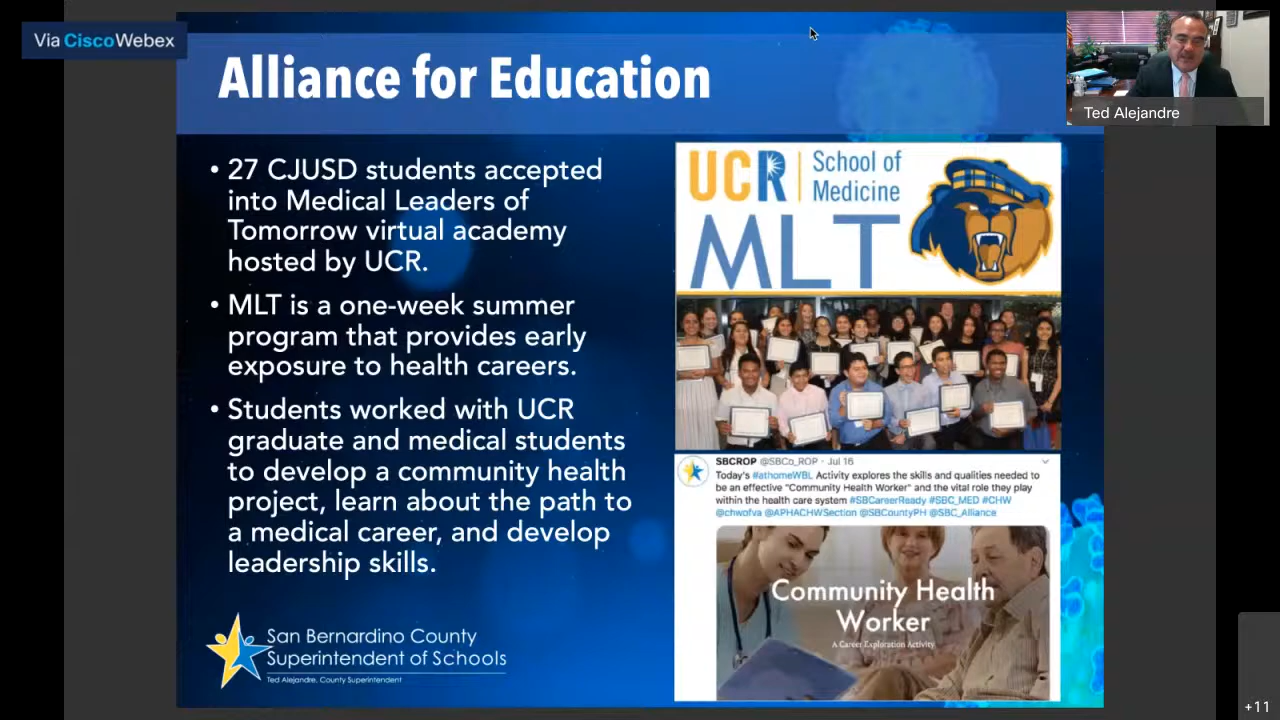 Via Cisco Webex
Alliance for Education
Ted Alejandre
• 27 CJUSD students accepted
into Medical Leaders of
Tomorrow virtual academy
hosted by UCR.
• MLT is a one-week summer
program that provides early
exposure to health careers.
• Students worked with UCR
graduate and medical students
to develop a community health
project, learn about the path to
a medical career, and develop
leadership skills.
San Bernardino County
Superintendent of Schools
Ted Alejandre, County Superintendent
UCR School of
Medicine
MLT
SBCROP @SBCo_ROP · Jul 16
Today's #athomeWBL Activity explores the skills and qualities needed to
be an effective "Community Health Worker" and the vital role they play
within the health care system #SBCareerReady #SBC_MED #CHW
@chwofva @APHACHWSection @SBCountyPH @SBC_Alliance
Community Health
Worker
A Career Exploration Activity
+11